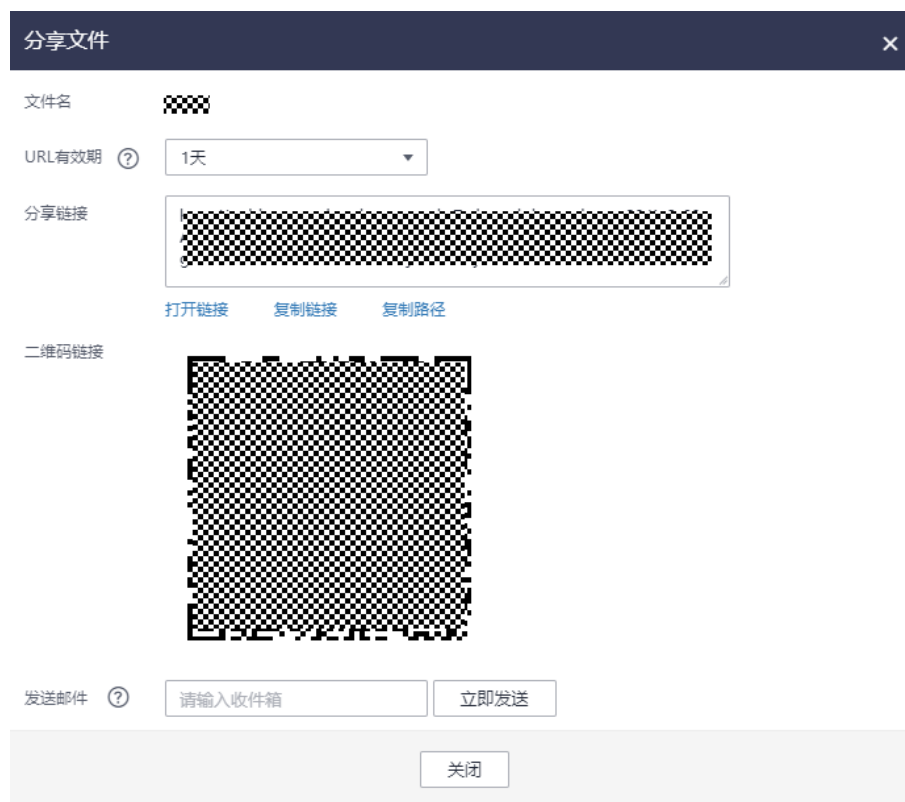 分享文件
文件名
URL有效期 ? 1天
分享链接
打开链接 复制链接 复制路径
二维码链接
发送邮件 ? 请输入收件箱 立即发送
关闭